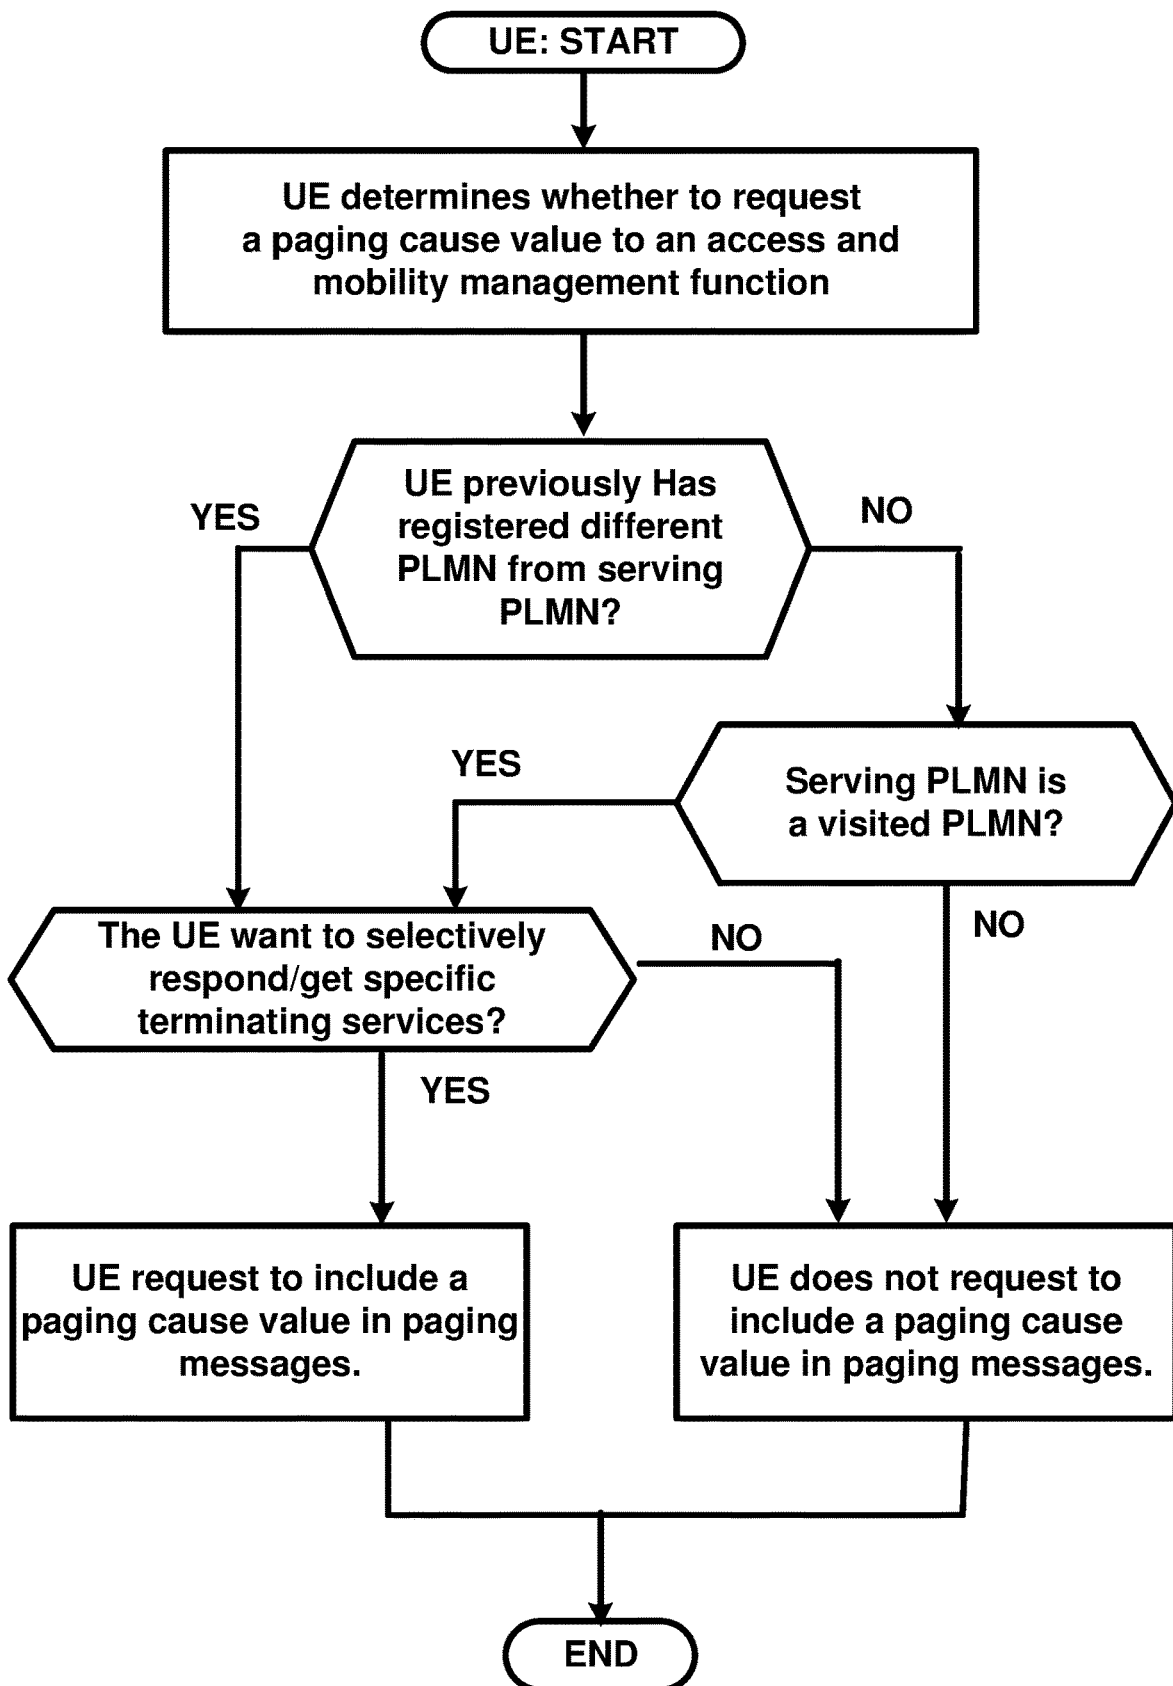 UE: START
UE determines whether to request
a paging cause value to an access and
mobility management function
UE previously Has
registered different
PLMN from serving
PLMN?
YES
NO
Serving PLMN is
a visited PLMN?
YES
NO
The UE want to selectively
respond/get specific
terminating services?
NO
YES
UE request to include a
paging cause value in paging
messages.
UE does not request to
include a paging cause
value in paging messages.
END